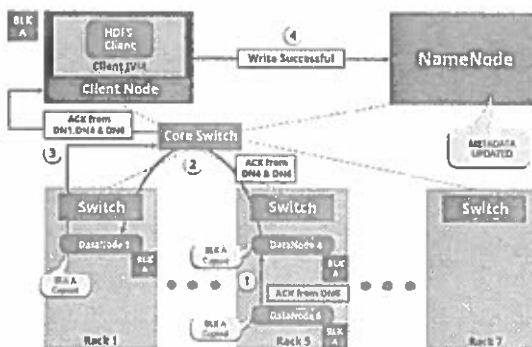 BLK
A
HDFS
Client
Client JVM
Client Node
4
Write Successful
NameNode
METADATA
UPDATED
ACK from
DN1, DN4 & DN6
Core Switch
3
2
ACK from
DN4 & DN6
Switch
Switch
Switch
DataNode 1
DataNode 4
BLK
A
BLK A
Copied
BLK A
Copied
BLK
A
1
ACK from DN6
DataNode 6
BLK A
Copied
BLK
A
Rack 1
Rack 5
Rack 7